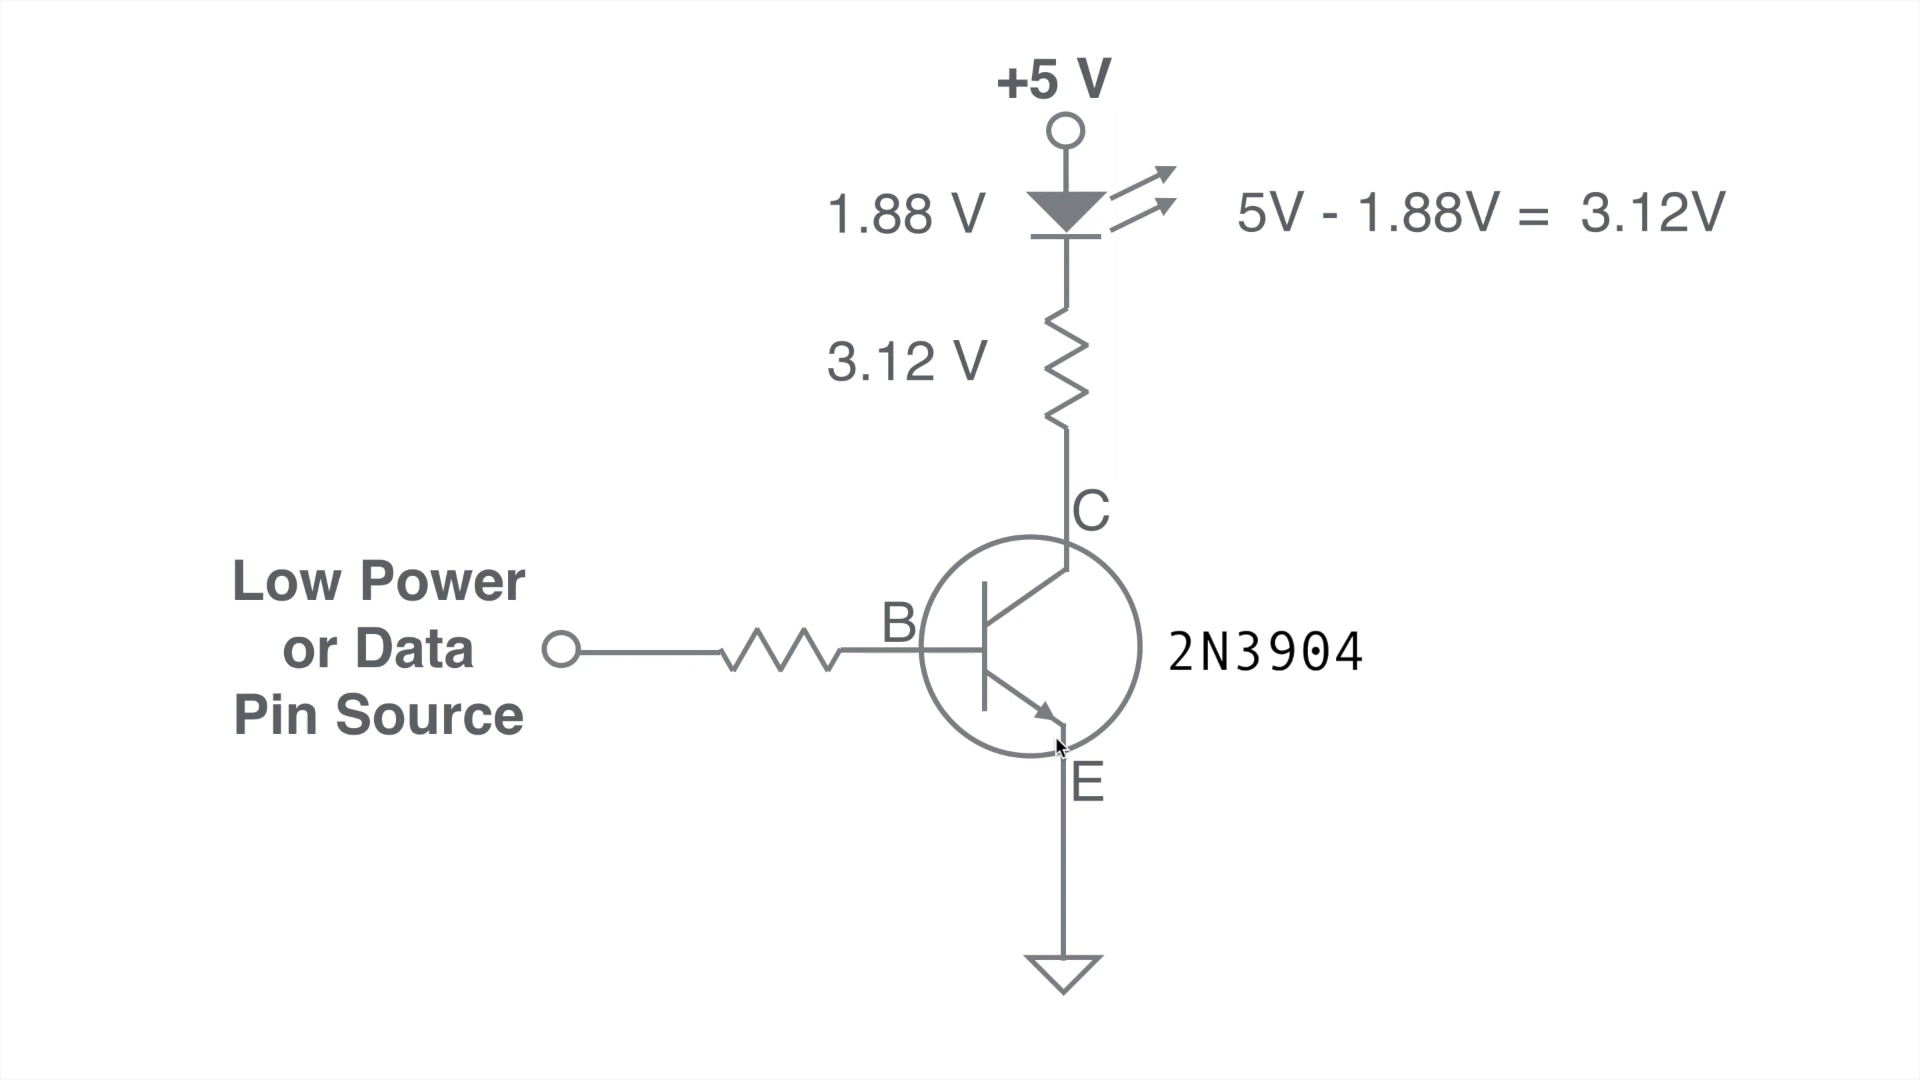 +5 V
1.88 V
5V - 1.88V = 3.12V
3.12 V
C
Low Power
or Data
Pin Source
B
2N3904
E